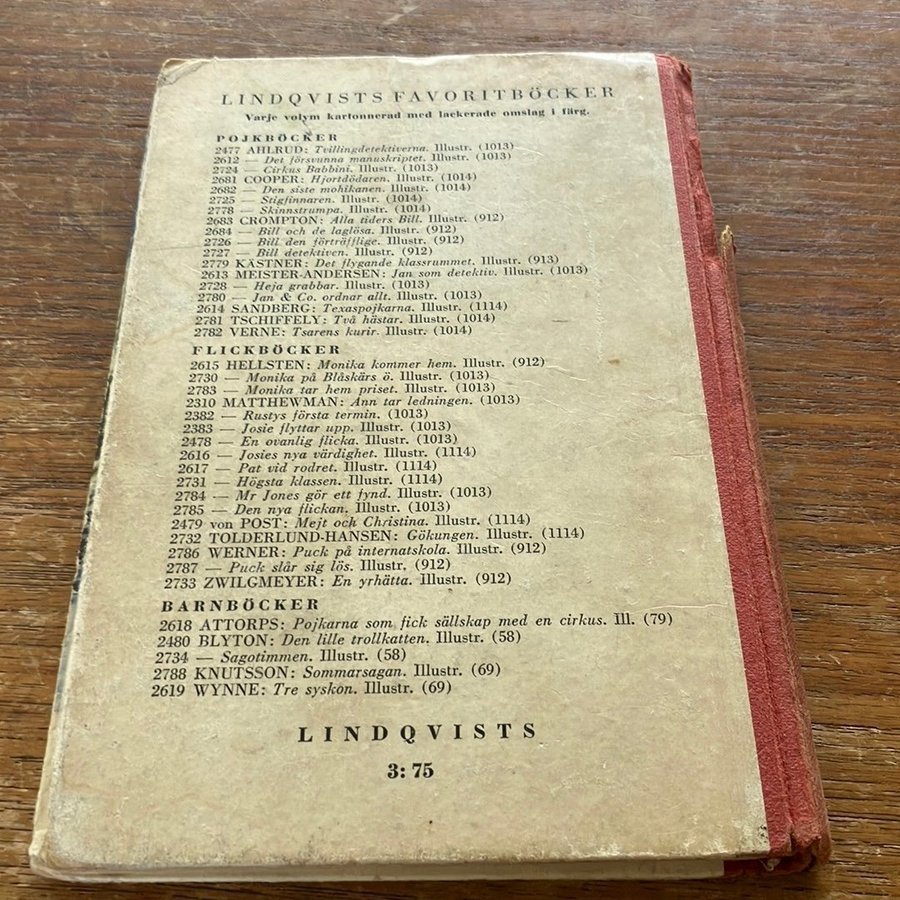 LINDQVISTS FAVORITBÖCKER
Varje volym kartonnerad med lackerade omslag i färg.
POJKBÖCKER
2477 AHLRUD: Tvillingdetektiverna. Illustr. (1013)
2612 — Det försvunna manuskriptet. Illustr. (1013)
2724 — Cirkus Babbini. Illustr. (1013)
2681 COOPER: Hjortdödaren. Illustr. (1014)
2682 — Den siste mohikanen. Illustr. (1014)
2725 — Stigfinnaren. Illustr. (1014)
2778 — Skinnstrumpa. Illustr. (1014)
2683 CROMPTON: Alla tiders Bill. Illustr. (912)
2684 — Bill och de laglösa. Illustr. (912)
2726 — Bill den förträfflige. Illustr. (912)
2727 — Bill detektiven. Illustr. (912)
2779 KÄSTNER: Det flygande klassrummet. Illustr. (913)
2613 MEISTER-ANDERSEN: Jan som detektiv. Illustr. (1013)
2728 — Heja grabbar. Illustr. (1013)
2780 — Jan & Co. ordnar allt. Illustr. (1013)
2614 SANDBERG: Texaspojkarna. Illustr. (1114)
2781 TSCHIFFELY: Två hästar. Illustr. (1014)
2782 VERNE: Tsarens kurir. Illustr. (1014)
FLICKBÖCKER
2615 HELLSTEN: Monika kommer hem. Illustr. (912)
2730 — Monika på Blåskärs ö. Illustr. (1013)
2783 — Monika tar hem priset. Illustr. (1013)
2310 MATTHEWMAN: Ann tar ledningen. (1013)
2382 — Rustys första termin. (1013)
2383 — Josie flyttar upp. Illustr. (1013)
2478 — En ovanlig flicka. Illustr. (1013)
2616 — Josies nya värdighet. Illustr. (1114)
2617 — Pat vid rodret. Illustr. (1114)
2731 — Högsta klassen. Illustr. (1114)
2784 — Mr Jones gör ett fynd. Illustr. (1013)
2785 — Den nya flickan. Illustr. (1013)
2479 von POST: Mejt och Christina. Illustr. (1114)
2732 TOLDERLUND-HANSEN: Gökungen. Illustr. (1114)
2786 WERNER: Puck på internatskola. Illustr. (912)
2787 — Puck slår sig lös. Illustr. (912)
2733 ZWILGMEYER: En yrhätta. Illustr. (912)
BARNBÖCKER
2618 ATTORPS: Pojkarna som fick sällskap med en cirkus. Ill. (79)
2480 BLYTON: Den lille trollkatten. Illustr. (58)
2734 — Sagotimmen. Illustr. (58)
2788 KNUTSSON: Sommarsagan. Illustr. (69)
2619 WYNNE: Tre syskon. Illustr. (69)
LINDQVISTS
3: 75